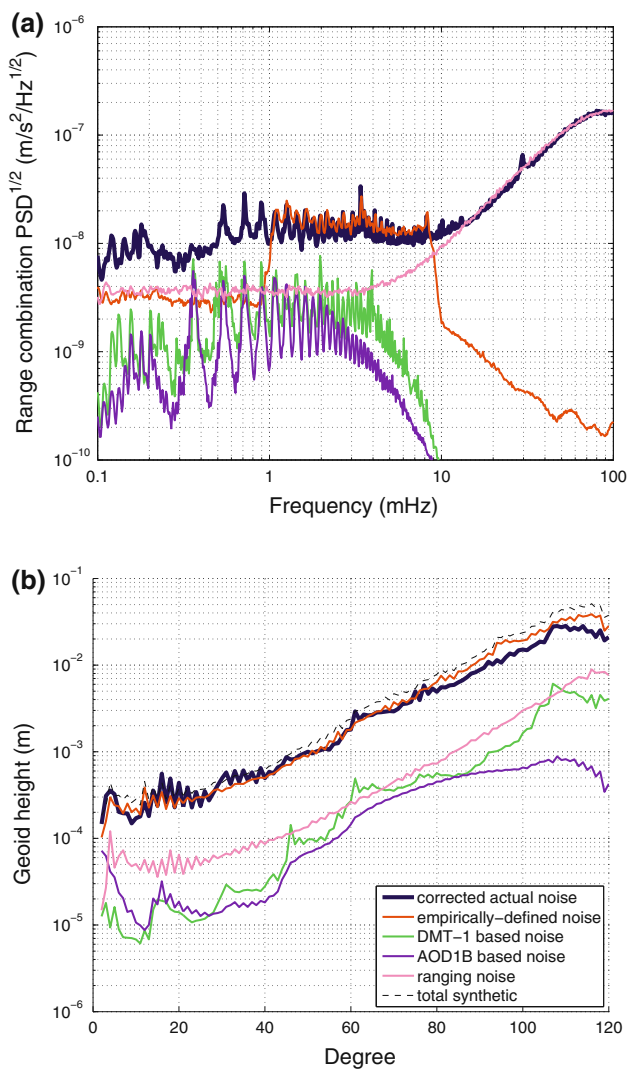 (a)
10^-6
10^-7
10^-8
10^-9
10^-10
Range combination PSD^1/2 (m/s^2/Hz^1/2)
0.1 1 10 100
Frequency (mHz)
(b)
10^-1
10^-2
10^-3
10^-4
10^-5
10^-6
Geoid height (m)
corrected actual noise
empirically-defined noise
DMT-1 based noise
AOD1B based noise
ranging noise
total synthetic
0 20 40 60 80 100 120
Degree